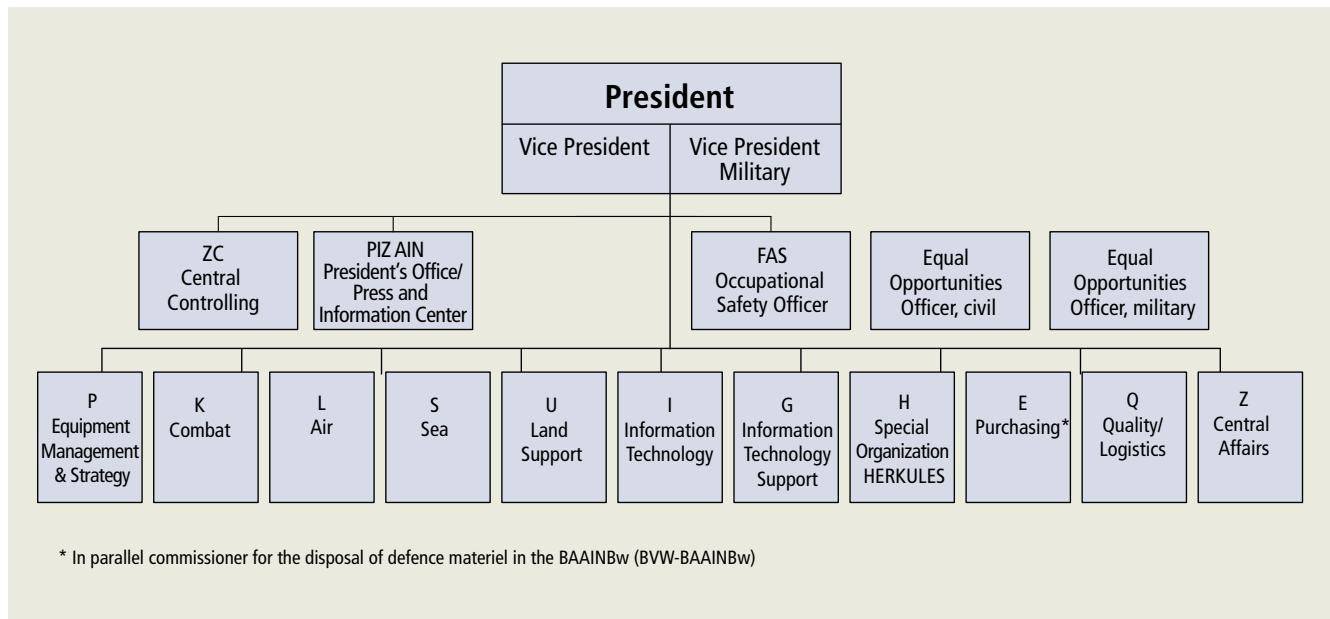 President
Vice President
Vice President
Military
ZC
Central
Controlling
PIZ AIN
President's Office/
Press and
Information Center
FAS
Occupational
Safety Officer
Equal
Opportunities
Officer, civil
Equal
Opportunities
Officer, military
P
Equipment
Management
& Strategy
K
Combat
L
Air
S
Sea
U
Land
Support
I
Information
Technology
G
Information
Technology
Support
H
Special
Organization
HERKULES
E
Purchasing*
Q
Quality/
Logistics
Z
Central
Affairs
* In parallel commissioner for the disposal of defence materiel in the BAAINBw (BVW-BAAINBw)